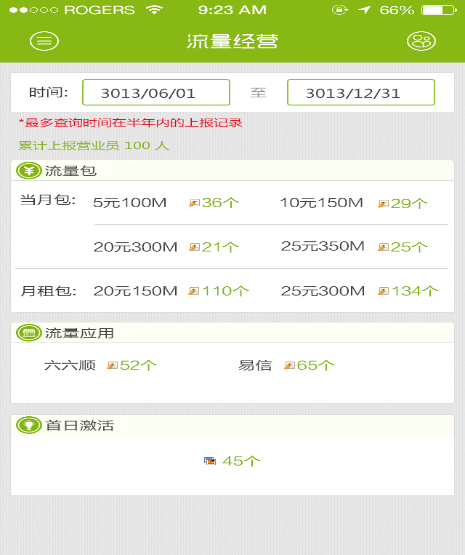 ROGERS 9:23 AM 66%
流量经营
时间: 3013/06/01 至 3013/12/31
*最多查询时间在半年内的上报记录
累计上报营业员 100 人
流量包
当月包: 5元100M 36个 10元150M 29个
20元300M 21个 25元350M 25个
月租包: 20元150M 110个 25元300M 134个
流量应用
六六顺 52个 易信 65个
首日激活
45个